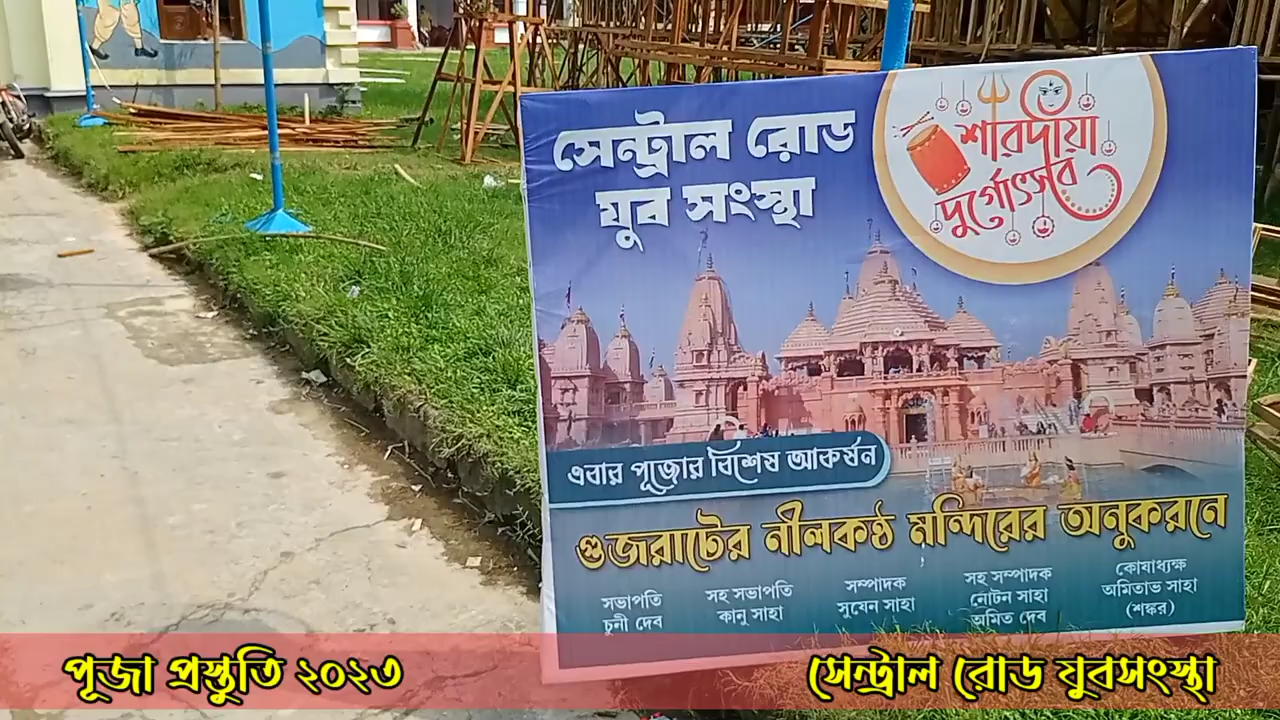 সেন্ট্রাল রোড
যুব সংস্থা
শারদীয়া
দুর্গোৎসব
এবার পূজোর বিশেষ আকর্ষন
গুজরাটের নীলকণ্ঠ মন্দিরের অনুকরনে
সভাপতি
চুনী দেব
সহ সভাপতি
কানু সাহা
সম্পাদক
সুযেন সাহা
সহ সম্পাদক
নোটন সাহা
অমিত দেব
কোষাধ্যক্ষ
অমিতাভ সাহা
(শঙ্কর)
পূজা প্রস্তুতি ২০২৩
সেন্ট্রাল রোড যুবসংস্থা